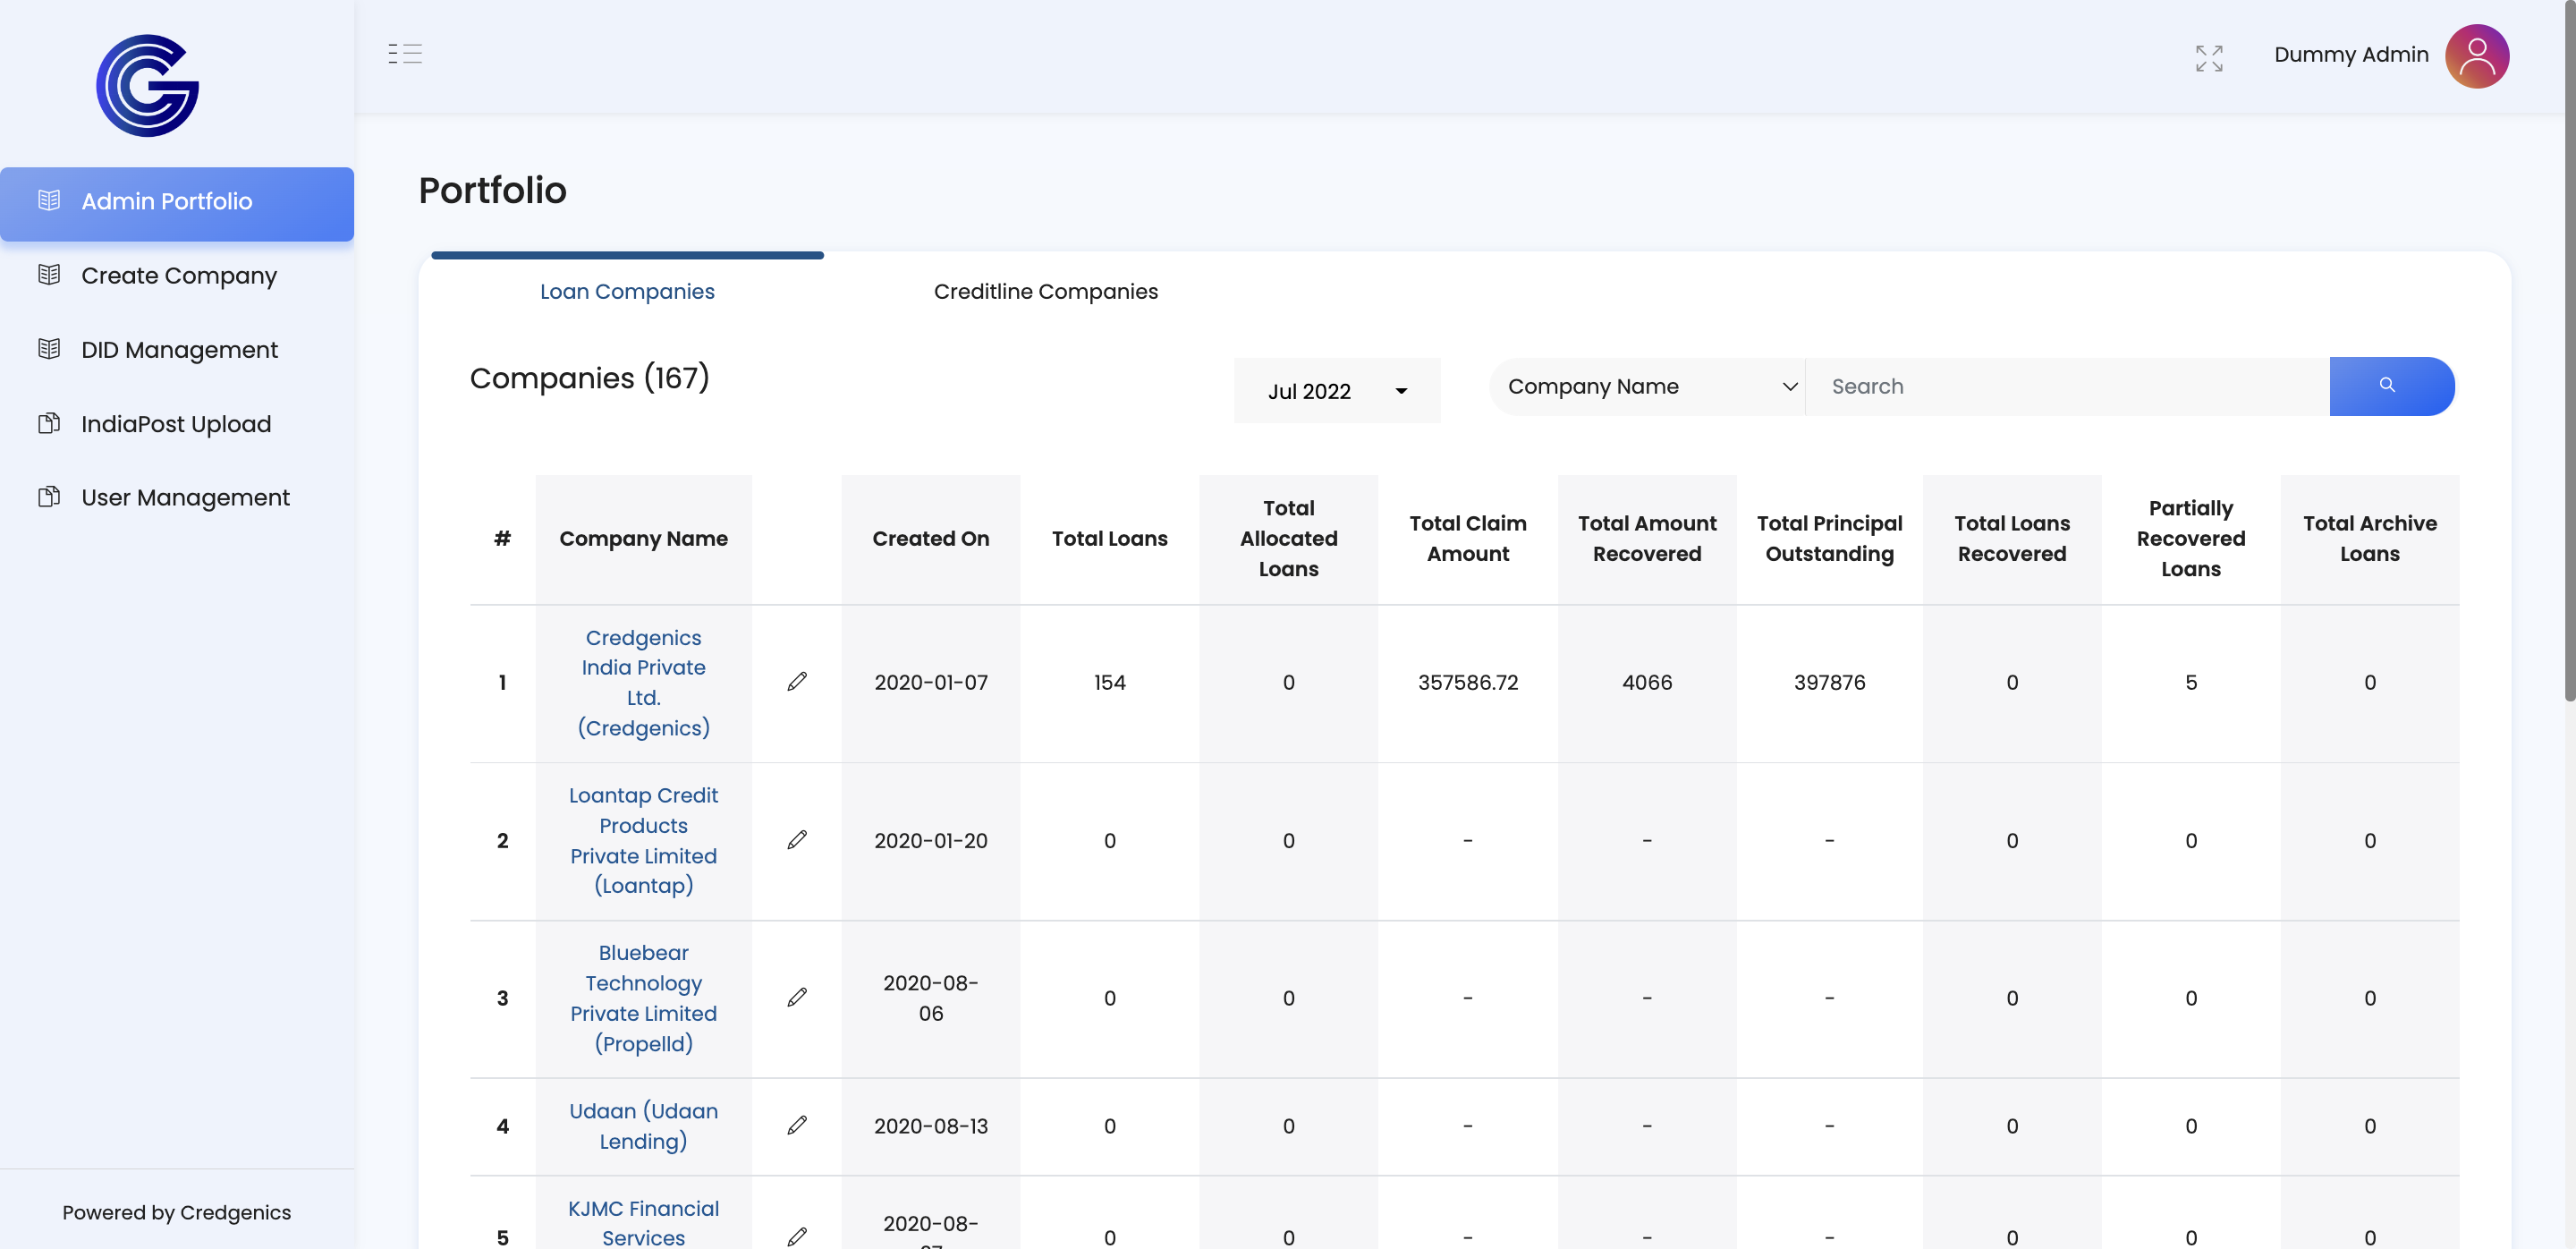 Dummy Admin
Admin Portfolio
Create Company
DID Management
IndiaPost Upload
User Management
Powered by Credgenics
Portfolio
Loan Companies
Creditline Companies
Companies (167)
Jul 2022
Company Name
Search
#
Company Name
Created On
Total Loans
Total
Allocated
Loans
Total Claim
Amount
Total Amount
Recovered
Total Principal
Outstanding
Total Loans
Recovered
Partially
Recovered
Loans
Total Archive
Loans
1
Credgenics
India Private
Ltd.
(Credgenics)
2020-01-07
154
0
357586.72
4066
397876
0
5
0
2
Loantap Credit
Products
Private Limited
(Loantap)
2020-01-20
0
0
-
-
-
0
0
0
3
Bluebear
Technology
Private Limited
(Propelld)
2020-08-
06
0
0
-
-
-
0
0
0
4
Udaan (Udaan
Lending)
2020-08-13
0
0
-
-
-
0
0
0
5
KJMC Financial
Services
2020-08-
0
0
-
-
-
0
0
0